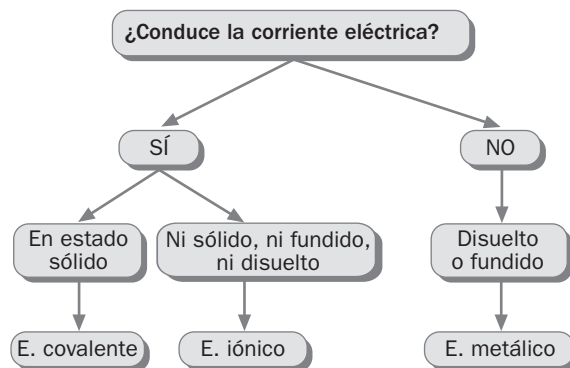 ¿Conduce la corriente eléctrica?
SÍ
NO
En estado
sólido
Ni sólido, ni fundido,
ni disuelto
Disuelto
o fundido
E. covalente
E. iónico
E. metálico